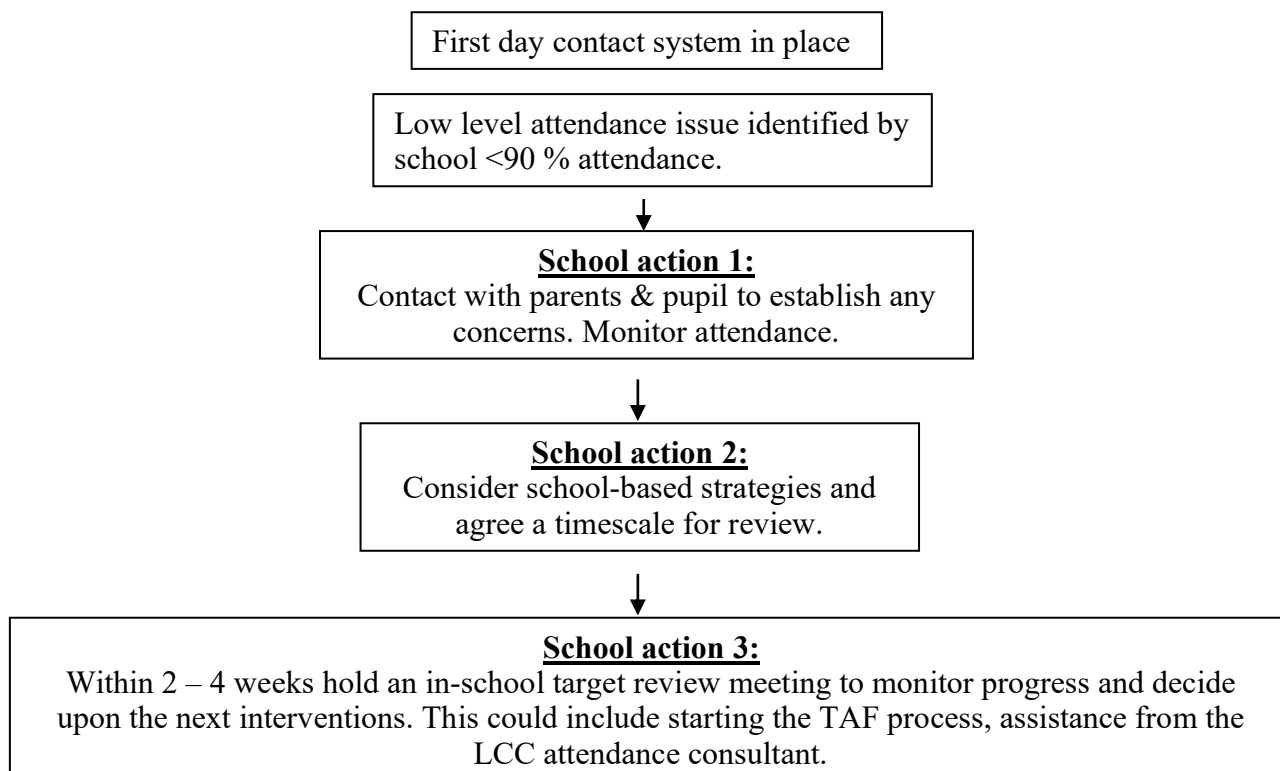 First day contact system in place
Low level attendance issue identified by
school <90 % attendance.
School action 1:
Contact with parents & pupil to establish any
concerns. Monitor attendance.
School action 2:
Consider school-based strategies and
agree a timescale for review.
School action 3:
Within 2 – 4 weeks hold an in-school target review meeting to monitor progress and decide
upon the next interventions. This could include starting the TAF process, assistance from the
LCC attendance consultant.